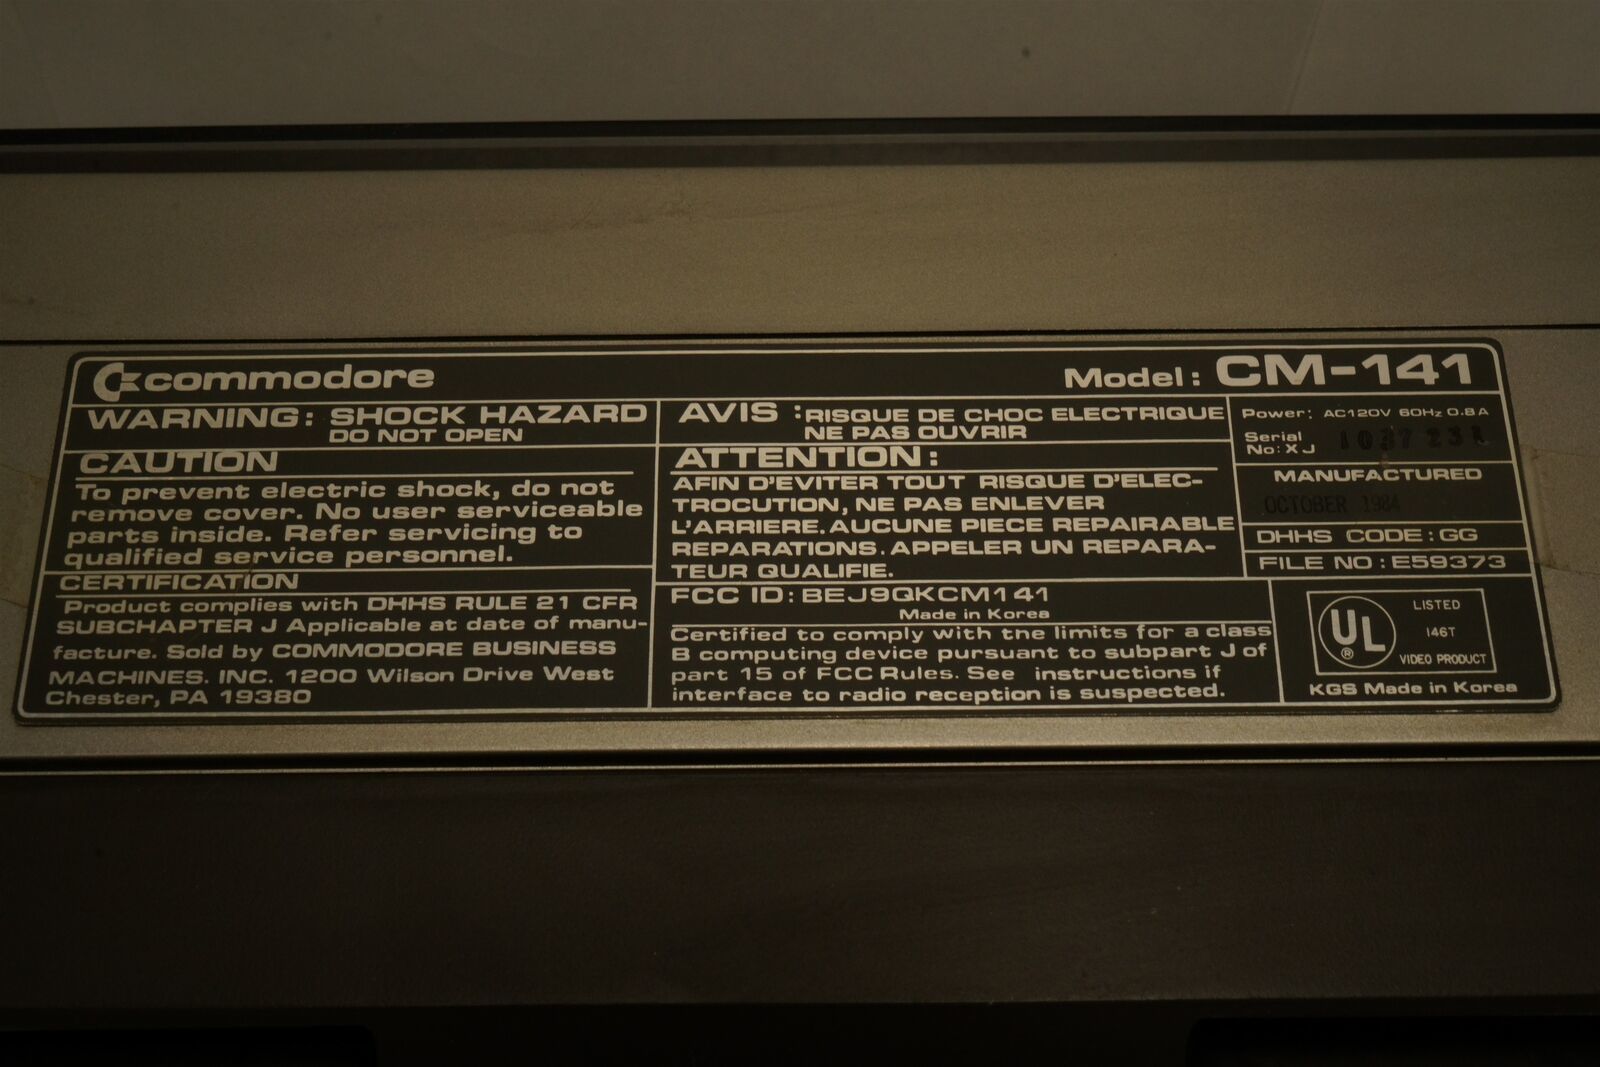 commodore
Model: CM-141
WARNING: SHOCK HAZARD
DO NOT OPEN
CAUTION
To prevent electric shock, do not
remove cover. No user serviceable
parts inside. Refer servicing to
qualified service personnel.
CERTIFICATION
Product complies with DHHS RULE 21 CFR
SUBCHAPTER J Applicable at date of manu-
facture. Sold by COMMODORE BUSINESS
MACHINES. INC. 1200 Wilson Drive West
Chester, PA 19380
AVIS : RISQUE DE CHOC ELECTRIQUE
NE PAS OUVRIR
ATTENTION :
AFIN D'EVITER TOUT RISQUE D'ELEC-
TROCUTION, NE PAS ENLEVER
L'ARRIERE. AUCUNE PIECE REPAIRABLE
REPARATIONS. APPELER UN REPARA-
TEUR QUALIFIE.
FCC ID: BEJ9QKCM141
Made in Korea
Certified to comply with the limits for a class
B computing device pursuant to subpart J of
part 15 of FCC Rules. See instructions if
interface to radio reception is suspected.
Power: AC120V 60Hz 0.8A
Serial
No: XJ
MANUFACTURED
OCTOBER 1984
DHHS CODE: GG
FILE NO: E59373
UL ®
LISTED
146T
VIDEO PRODUCT
KGS Made in Korea